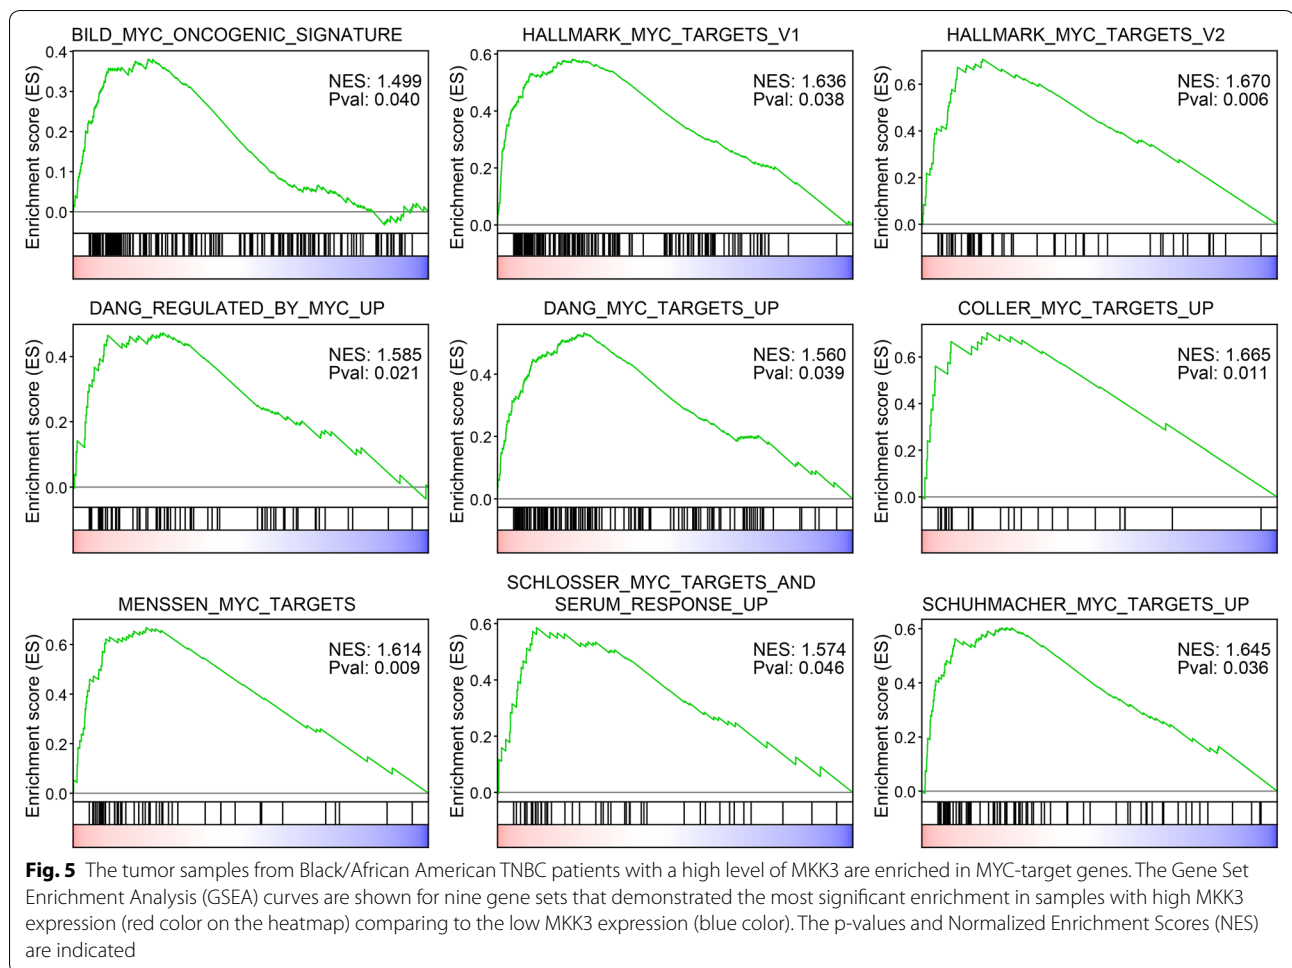 BILD_MYC_ONCOGENIC_SIGNATURE
Enrichment score (ES)
0.4
0.3
0.2
0.1
0.0
NES: 1.499
Pval: 0.040
HALLMARK_MYC_TARGETS_V1
Enrichment score (ES)
0.6
0.4
0.2
0.0
NES: 1.636
Pval: 0.038
HALLMARK_MYC_TARGETS_V2
Enrichment score (ES)
0.6
0.4
0.2
0.0
NES: 1.670
Pval: 0.006
DANG_REGULATED_BY_MYC_UP
Enrichment score (ES)
0.4
0.2
0.0
NES: 1.585
Pval: 0.021
DANG_MYC_TARGETS_UP
Enrichment score (ES)
0.4
0.2
0.0
NES: 1.560
Pval: 0.039
COLLER_MYC_TARGETS_UP
Enrichment score (ES)
0.6
0.4
0.2
0.0
NES: 1.665
Pval: 0.011
MENSSEN_MYC_TARGETS
Enrichment score (ES)
0.6
0.4
0.2
0.0
NES: 1.614
Pval: 0.009
SCHLOSSER_MYC_TARGETS_AND
SERUM_RESPONSE_UP
Enrichment score (ES)
0.6
0.4
0.2
0.0
NES: 1.574
Pval: 0.046
SCHUHMACHER_MYC_TARGETS_UP
Enrichment score (ES)
0.6
0.4
0.2
0.0
NES: 1.645
Pval: 0.036
Fig. 5 The tumor samples from Black/African American TNBC patients with a high level of MKK3 are enriched in MYC-target genes. The Gene Set
Enrichment Analysis (GSEA) curves are shown for nine gene sets that demonstrated the most significant enrichment in samples with high MKK3
expression (red color on the heatmap) comparing to the low MKK3 expression (blue color). The p-values and Normalized Enrichment Scores (NES)
are indicated